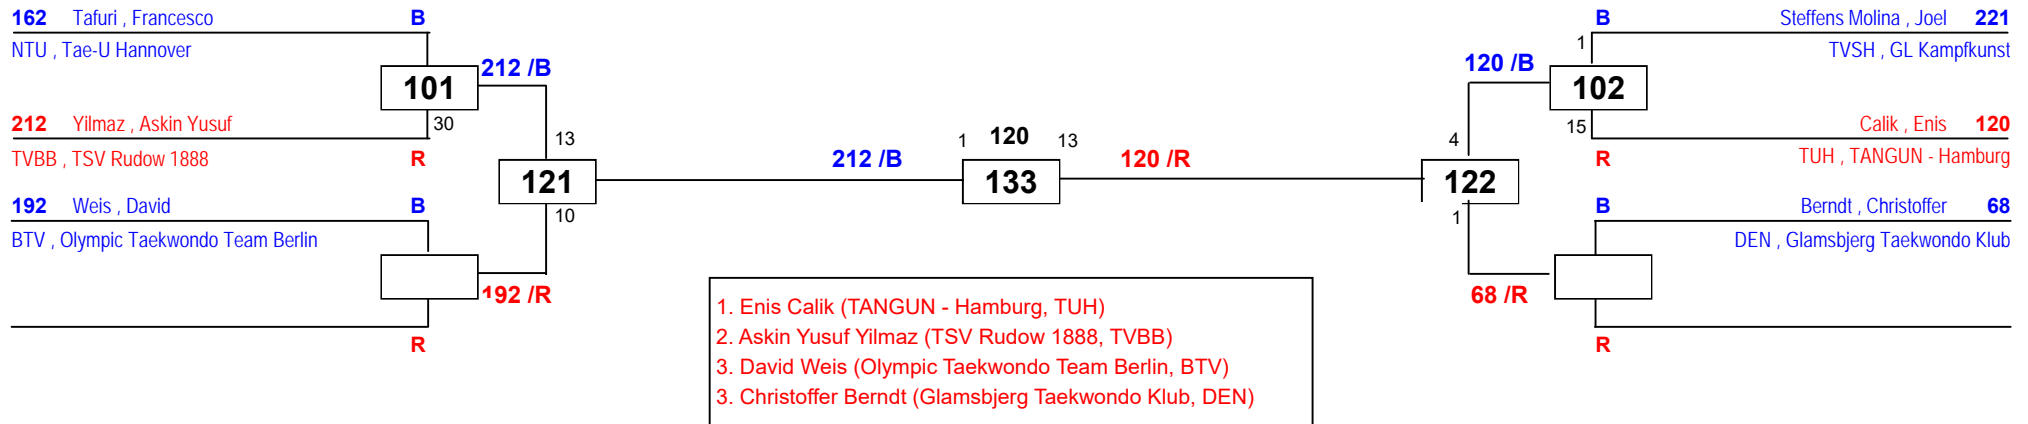 162 Tafuri , Francesco B
NTU , Tae-U Hannover
101
212 /B
30
212 Yilmaz , Askin Yusuf
TVBB , TSV Rudow 1888 R
13
121
10
192 Weis , David B
BTV , Olympic Taekwondo Team Berlin
192 /R
R
212 /B
1 120 13
133
120 /R
B Steffens Molina , Joel 221
1
TVSH , GL Kampfkunst
120 /B
102
15
Calik , Enis 120
R TUH , TANGUN - Hamburg
4
122
1
B Berndt , Christoffer 68
DEN , Glamsbjerg Taekwondo Klub
68 /R
R
1. Enis Calik (TANGUN - Hamburg, TUH)
2. Askin Yusuf Yilmaz (TSV Rudow 1888, TVBB)
3. David Weis (Olympic Taekwondo Team Berlin, BTV)
3. Christoffer Berndt (Glamsbjerg Taekwondo Klub, DEN)